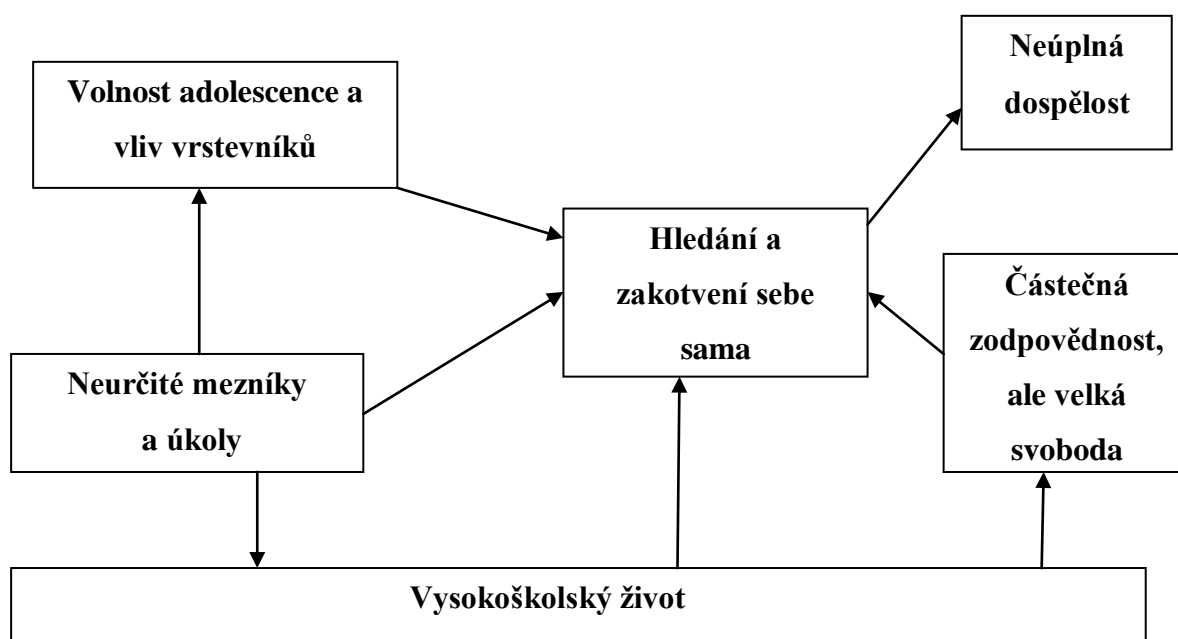 Neúplná
dospělost
Volnost adolescence a
vliv vrstevníků
Hledání a
zakotvení sebe
sama
Částečná
zodpovědnost,
ale velká
svoboda
Neurčité mezníky
a úkoly
Vysokoškolský život